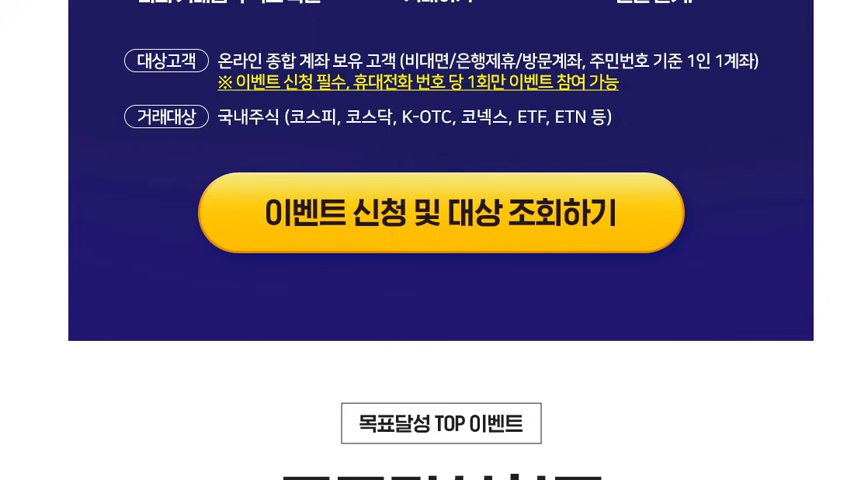 대상고객 온라인 종합 계좌 보유 고객 (비대면/은행제휴/방문계좌, 주민번호 기준 1인 1계좌)
※ 이벤트 신청 필수, 휴대전화 번호 당 1회만 이벤트 참여 가능
거래대상 국내주식 (코스피, 코스닥, K-OTC, 코넥스, ETF, ETN 등)
이벤트 신청 및 대상 조회하기
목표달성 TOP 이벤트